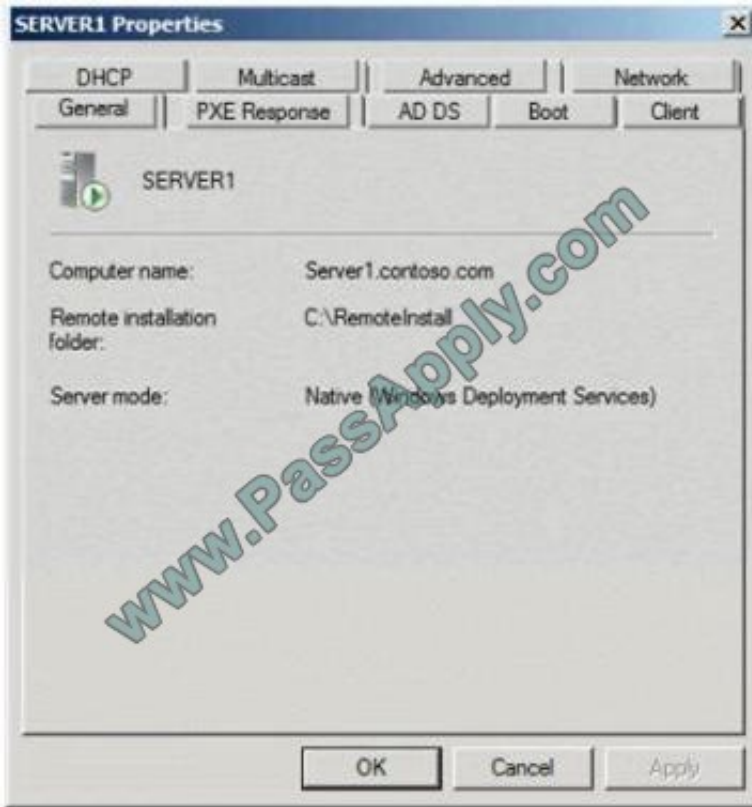 SERVER1 Properties
DHCP Multicast Advanced Network
General PXE Response AD DS Boot Client
SERVER1
Computer name: Server1.contoso.com
Remote installation folder: C:\RemoteInstall
Server mode: Native (Windows Deployment Services)
www.PassApply.com
OK Cancel Apply